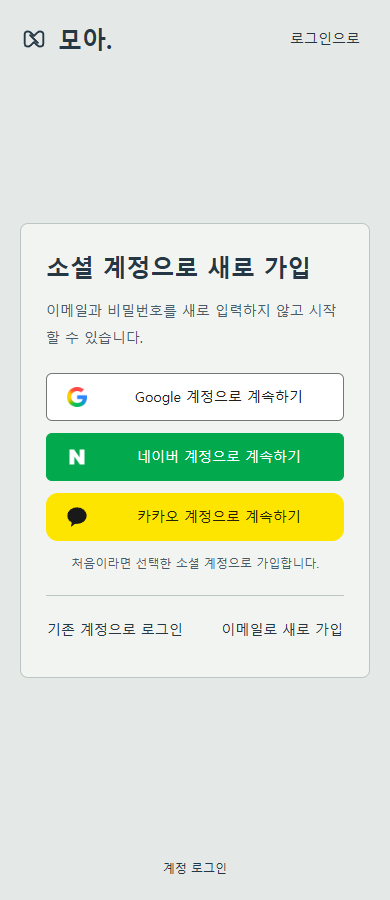 모아.
로그인으로
소셜 계정으로 새로 가입
이메일과 비밀번호를 새로 입력하지 않고 시작
할 수 있습니다.
Google 계정으로 계속하기
네이버 계정으로 계속하기
카카오 계정으로 계속하기
처음이라면 선택한 소셜 계정으로 가입합니다.
기존 계정으로 로그인
이메일로 새로 가입
계정 로그인